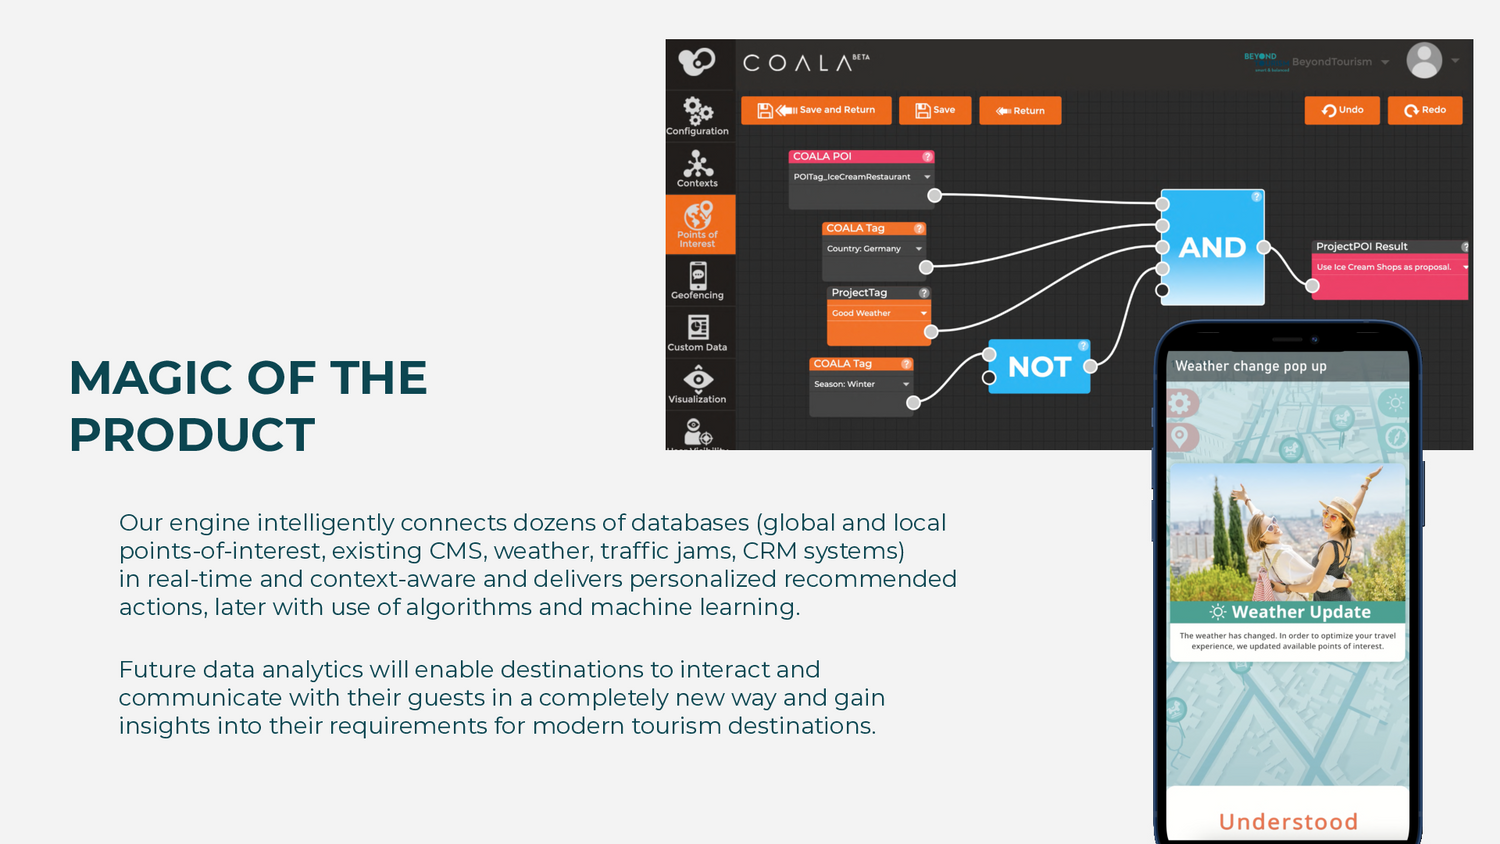 COALA BETA
BEYOND
BeyondTourism
Save and Return
Save
Return
Undo
Redo
Configuration
Contexts
Points of
Interest
Geofencing
Custom Data
Visualization
COALA POI
POITag_IceCreamRestaurant
COALA Tag
Country: Germany
ProjectTag
Good Weather
COALA Tag
Season: Winter
NOT
AND
ProjectPOI Result
Use Ice Cream Shops as proposal.
MAGIC OF THE
PRODUCT
Our engine intelligently connects dozens of databases (global and local
points-of-interest, existing CMS, weather, traffic jams, CRM systems)
in real-time and context-aware and delivers personalized recommended
actions, later with use of algorithms and machine learning.
Future data analytics will enable destinations to interact and
communicate with their guests in a completely new way and gain
insights into their requirements for modern tourism destinations.
Weather change pop up
Weather Update
The weather has changed. In order to optimize your travel
experience, we updated available points of interest.
Understood